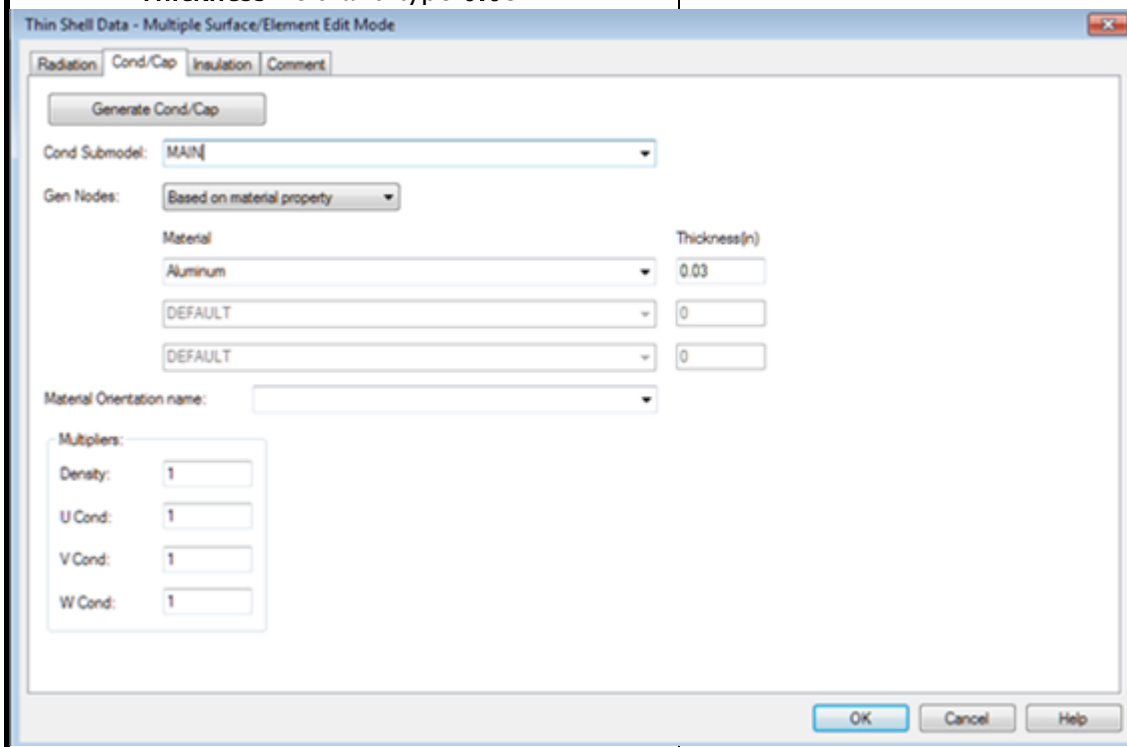 Thin Shell Data - Multiple Surface/Element Edit Mode
Radiation Cond/Cap Insulation Comment
Generate Cond/Cap
Cond Submodel: MAIN
Gen Nodes: Based on material property
Material Thickness(in)
Aluminum 0.03
DEFAULT 0
DEFAULT 0
Material Orientation name:
Multipliers:
Density: 1
U Cond: 1
V Cond: 1
W Cond: 1
OK Cancel Help